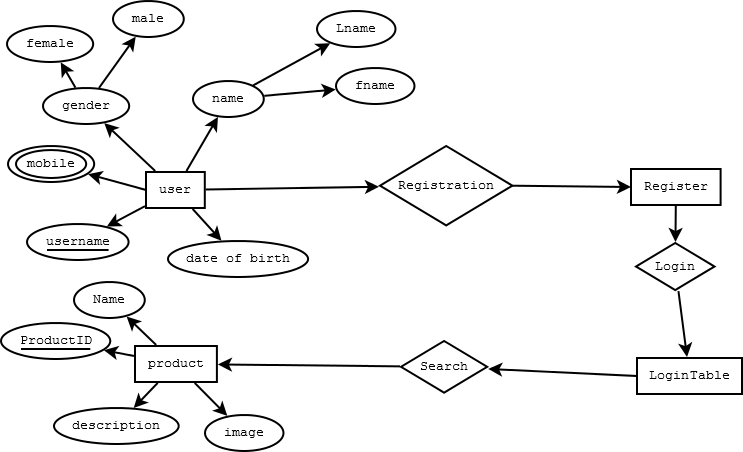 male
Lname
female
fname
gender
name
mobile
user
Registration
Register
username
date of birth
Login
Name
ProductID
product
Search
LoginTable
description
image